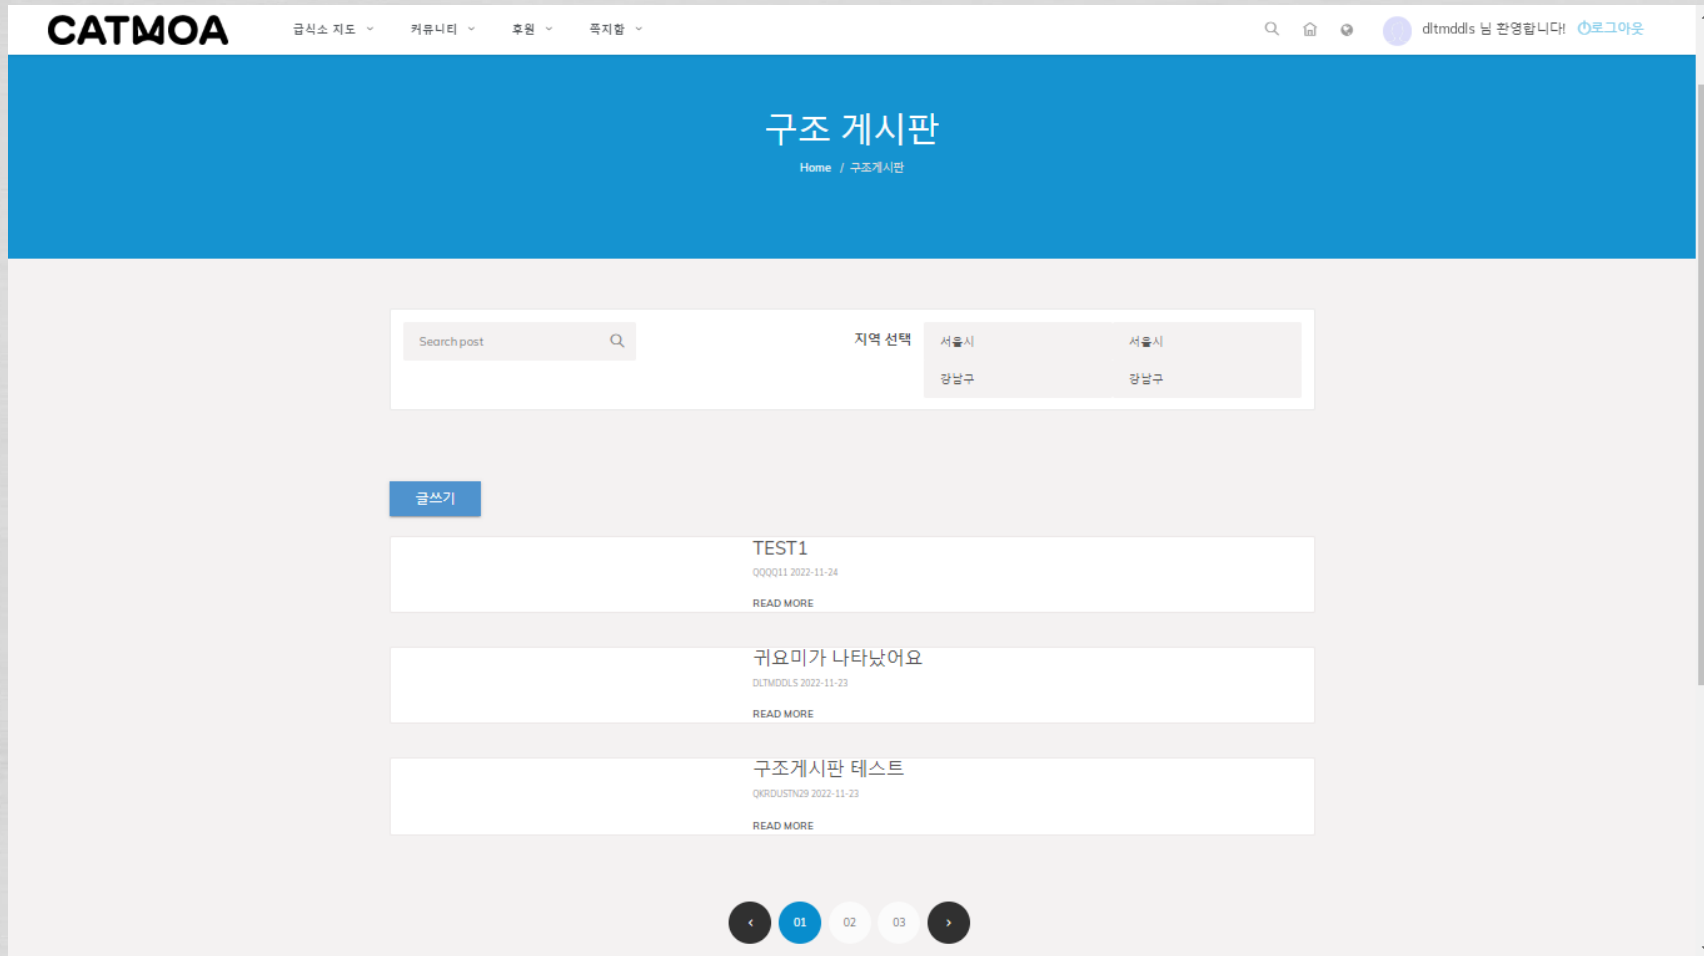 CATMOA
급식소 지도
커뮤니티
후원
쪽지함
dltmddls 님 환영합니다!
로그아웃
구조 게시판
Home / 구조게시판
Search post
지역 선택
서울시
서울시
강남구
강남구
글쓰기
TEST1
QQQQ11 2022-11-24
READ MORE
귀요미가 나타났어요
DLTMDDLS 2022-11-23
READ MORE
구조게시판 테스트
QKRDUSTN29 2022-11-23
READ MORE
01
02
03